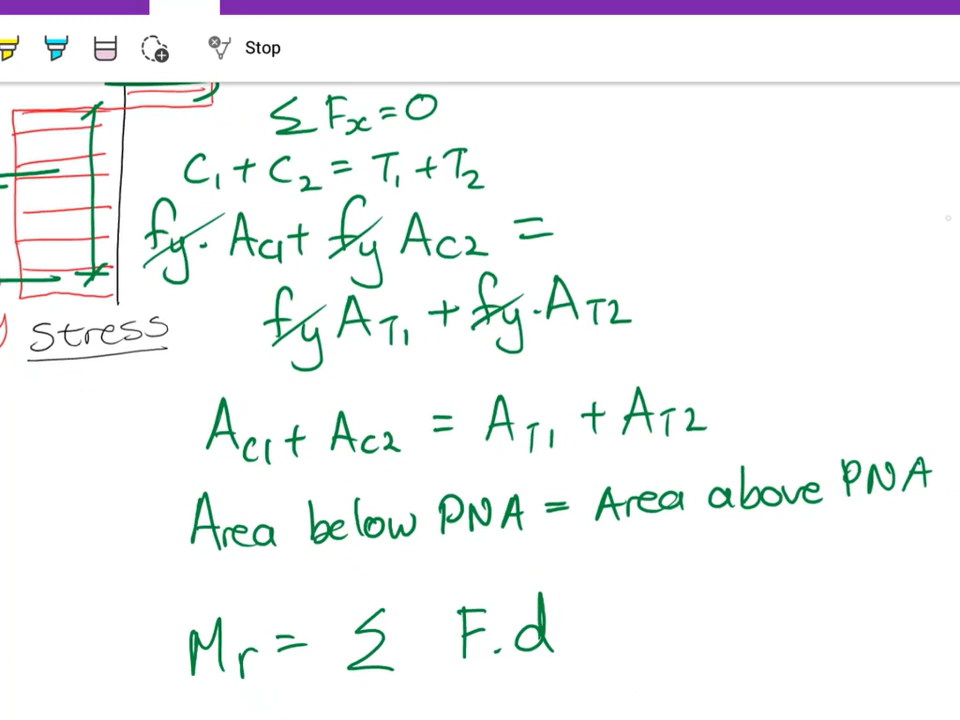 Stop
Σ Fx = 0
C1 + C2 = T1 + T2
fy. Ac1 + fy Ac2 =
fy AT1 + fy. AT2
stress
Ac1 + Ac2 = AT1 + AT2
Area below PNA = Area above PNA
Mr = Σ F.d